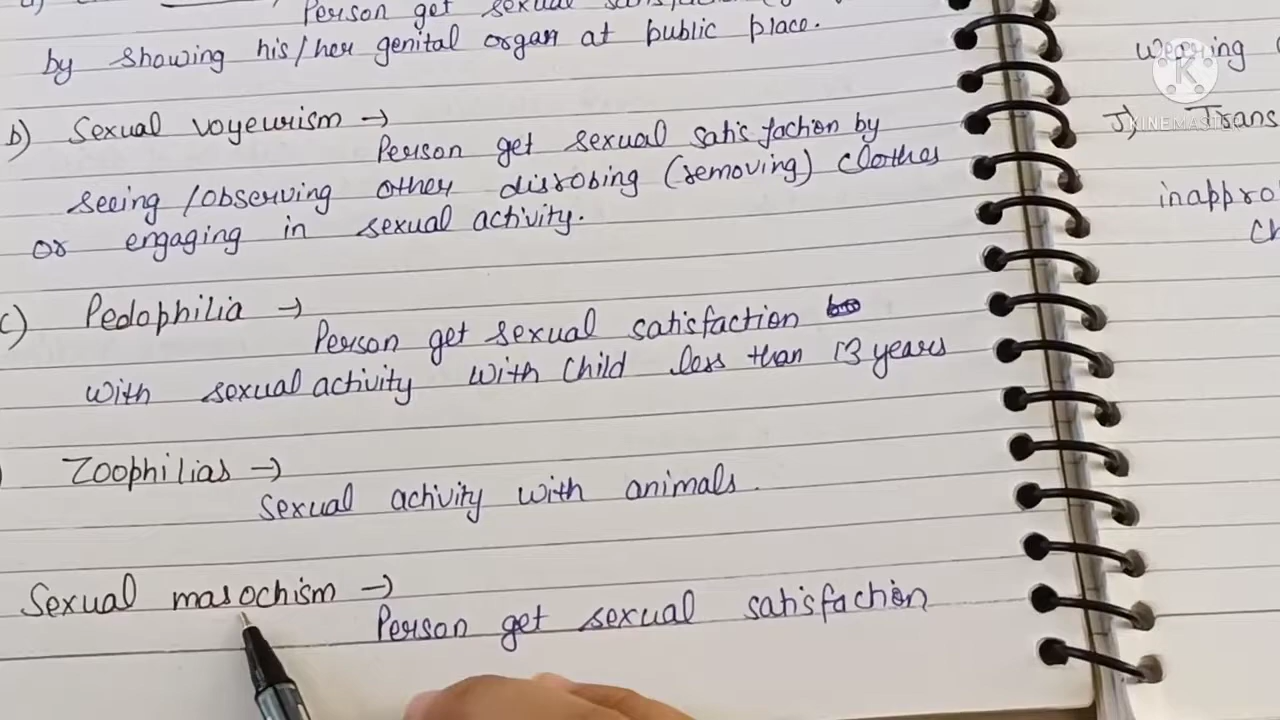 Person get sexual
by showing his/her genital organ at public place.
b) Sexual voyeurism →
Person get sexual satisfaction by
seeing / observing other disrobing (removing) clothes
or engaging in sexual activity.
c) Pedophilia →
Person get sexual satisfaction
with sexual activity with child less than 13 years
Zoophilias →
Sexual activity with animals.
Sexual masochism →
Person get sexual satisfaction
wearing
J) Trans
inappro
K
KINEMASTER